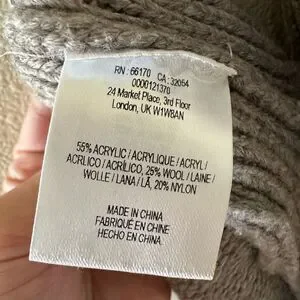 RN : 66170 CA : 32054
0000121370
24 Market Place, 3rd Floor
London, UK W1W8AN
55% ACRYLIC / ACRYLIQUE / ACRYL /
ACRLICO / ACRÍLICO, 25% WOOL / LAINE /
WOLLE / LANA / LÃ, 20% NYLON
MADE IN CHINA
FABRIQUÉ EN CHINE
HECHO EN CHINA